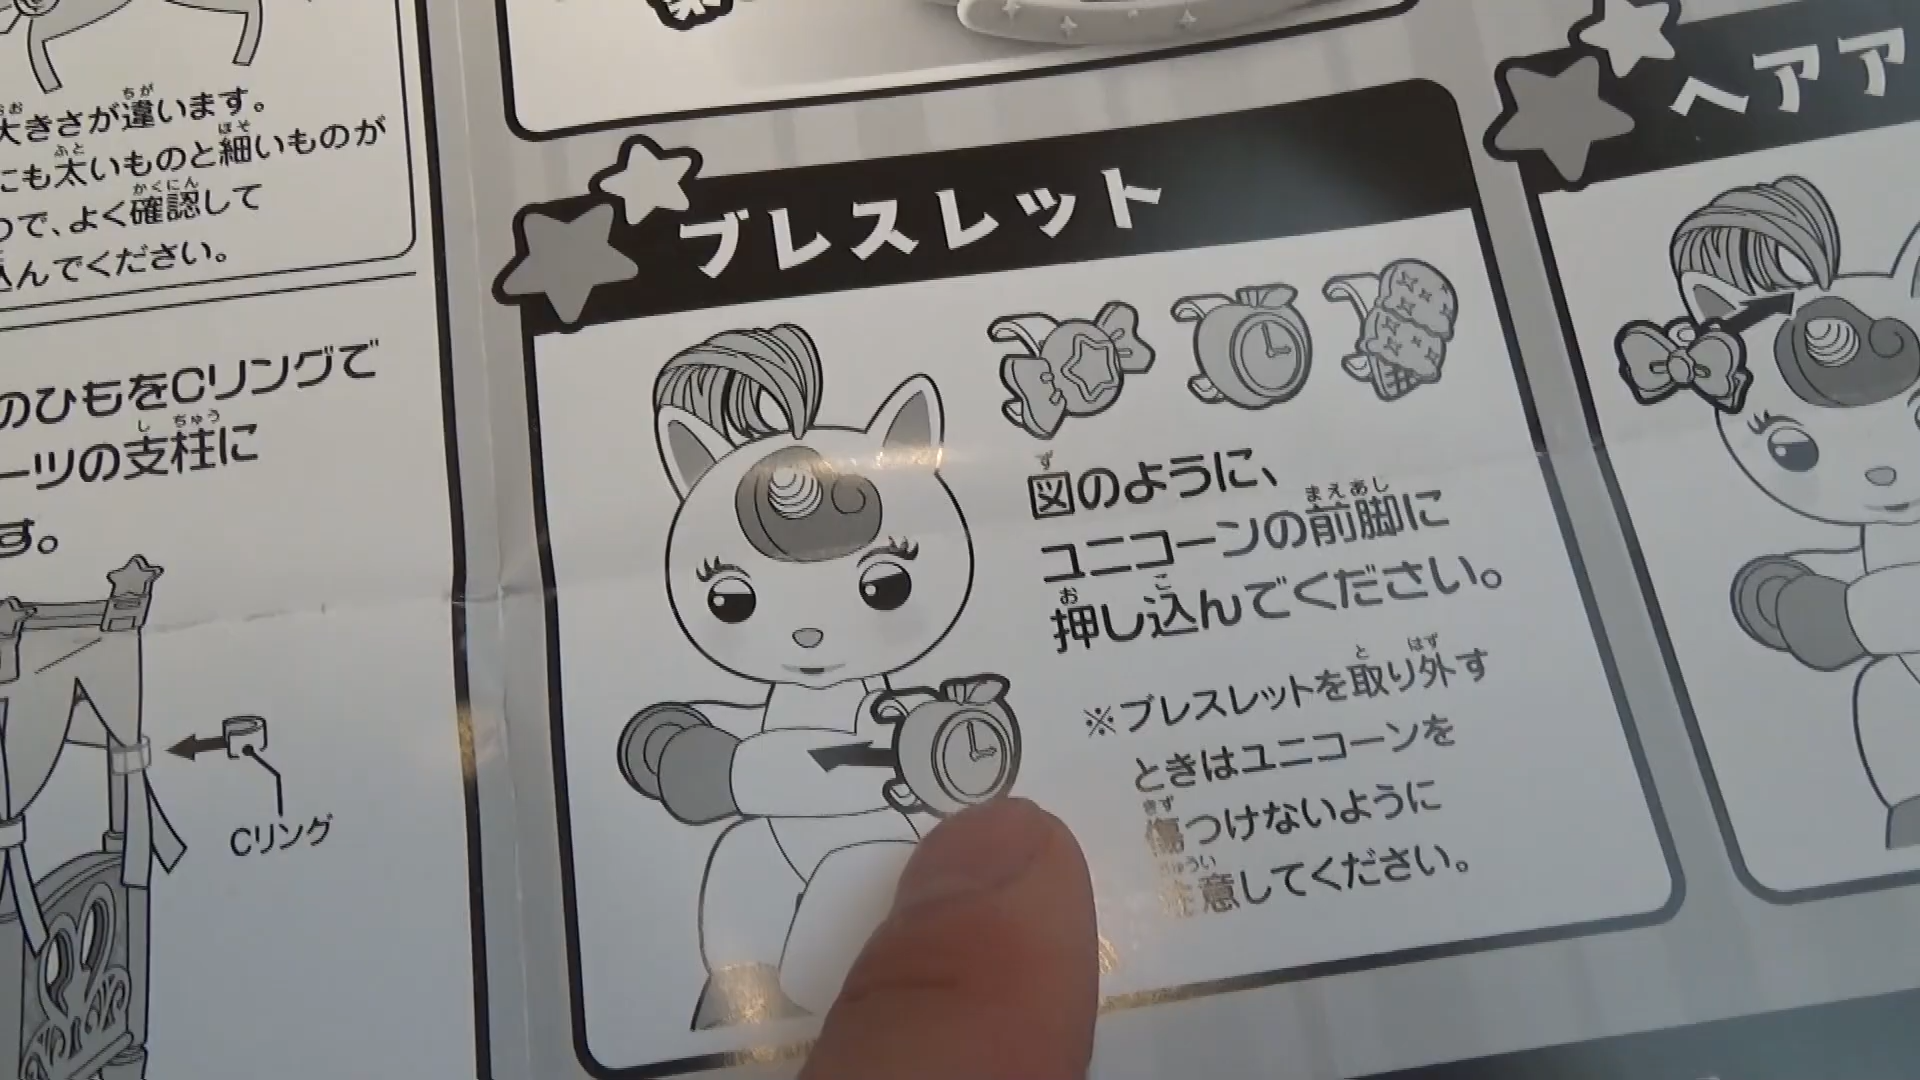 大きさが違います。
にも太いものと細いものが
ので、よく確認して
込んでください。
のひもをCリングで
ーツの支柱に
す。
Cリング
ブレスレット
図のように、
ユニコーンの前脚に
押し込んでください。
※ブレスレットを取り外す
ときはユニコーンを
傷つけないように
注意してください。
ヘアア